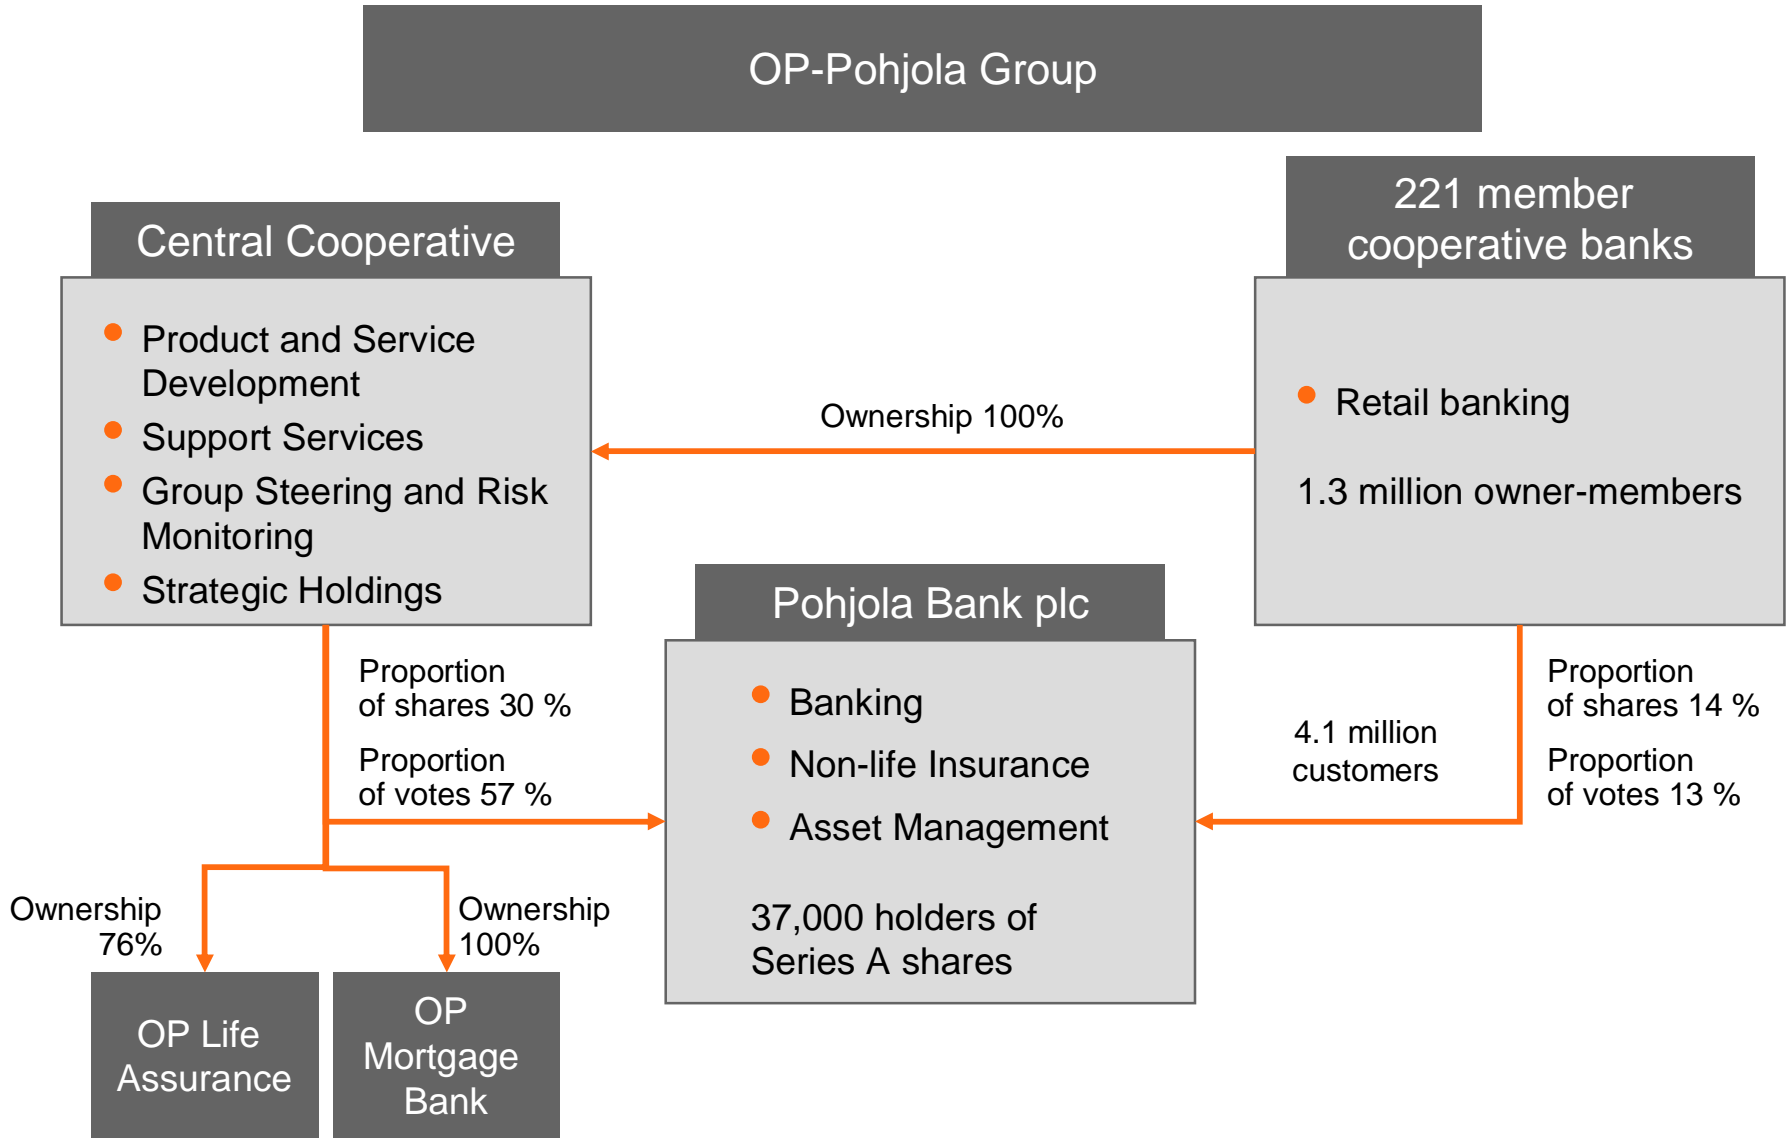 OP-Pohjola Group
Central Cooperative
Product and Service
Development
Support Services
Group Steering and Risk
Monitoring
Strategic Holdings
Ownership 100%
221 member
cooperative banks
Retail banking
1.3 million owner-members
Proportion
of shares 30 %
Proportion
of votes 57 %
Pohjola Bank plc
Banking
Non-life Insurance
Asset Management
37,000 holders of
Series A shares
4.1 million
customers
Proportion
of shares 14 %
Proportion
of votes 13 %
Ownership
76%
Ownership
100%
OP Life
Assurance
OP
Mortgage
Bank